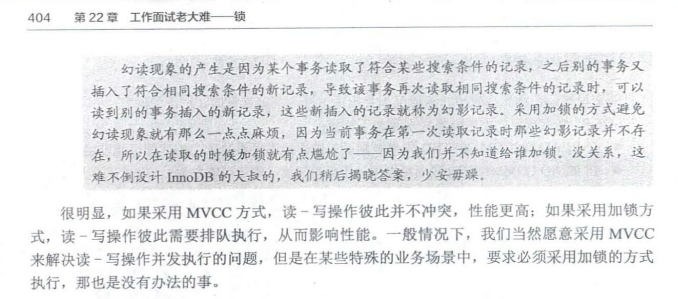 404 第 22 章 工作面试老大难——锁
幻读现象的产生是因为某个事务读取了符合某些搜索条件的记录，之后别的事务又
插入了符合相同搜索条件的新记录，导致该事务再次读取相同搜索条件的记录时，可以
读到别的事务插入的新记录，这些新插入的记录就称为幻影记录。采用加锁的方式避免
幻读现象就有那么一点点麻烦，因为当前事务在第一次读取记录时那些幻影记录并不存
在，所以在读取的时候加锁就有点尴尬了——因为我们并不知道给谁加锁。没关系，这
难不倒设计 InnoDB 的大叔的，我们稍后揭晓答案，少安毋躁。
很明显，如果采用 MVCC 方式，读－写操作彼此并不冲突，性能更高；如果采用加锁方
式，读－写操作彼此需要排队执行，从而影响性能。一般情况下，我们当然愿意采用 MVCC
来解决读－写操作并发执行的问题，但是在某些特殊的业务场景中，要求必须采用加锁的方式
执行，那也是没有办法的事。